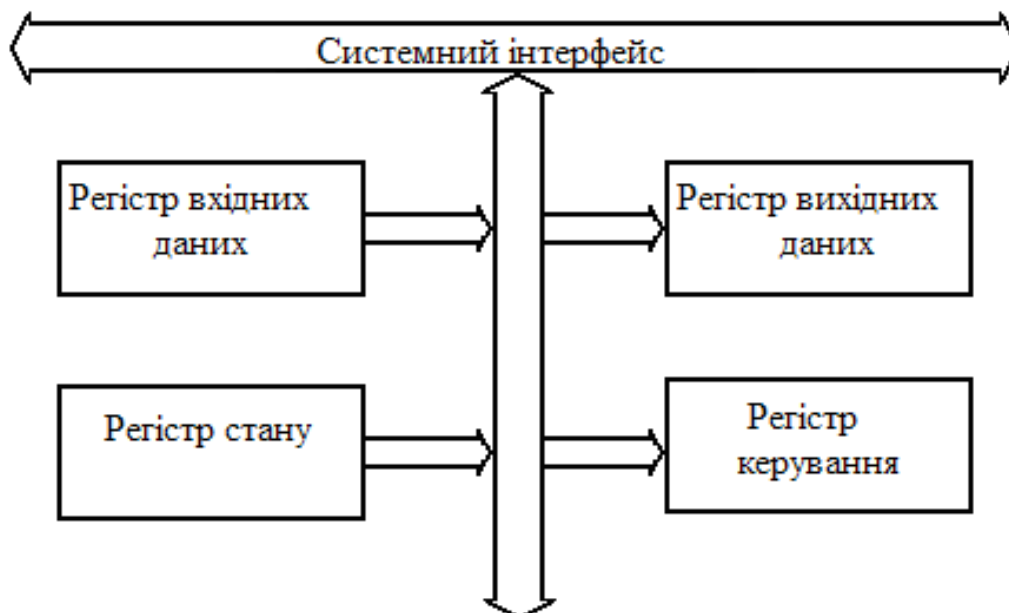 Системний інтерфейс
Регістр вхідних
даних
Регістр вихідних
даних
Регістр стану
Регістр
керування